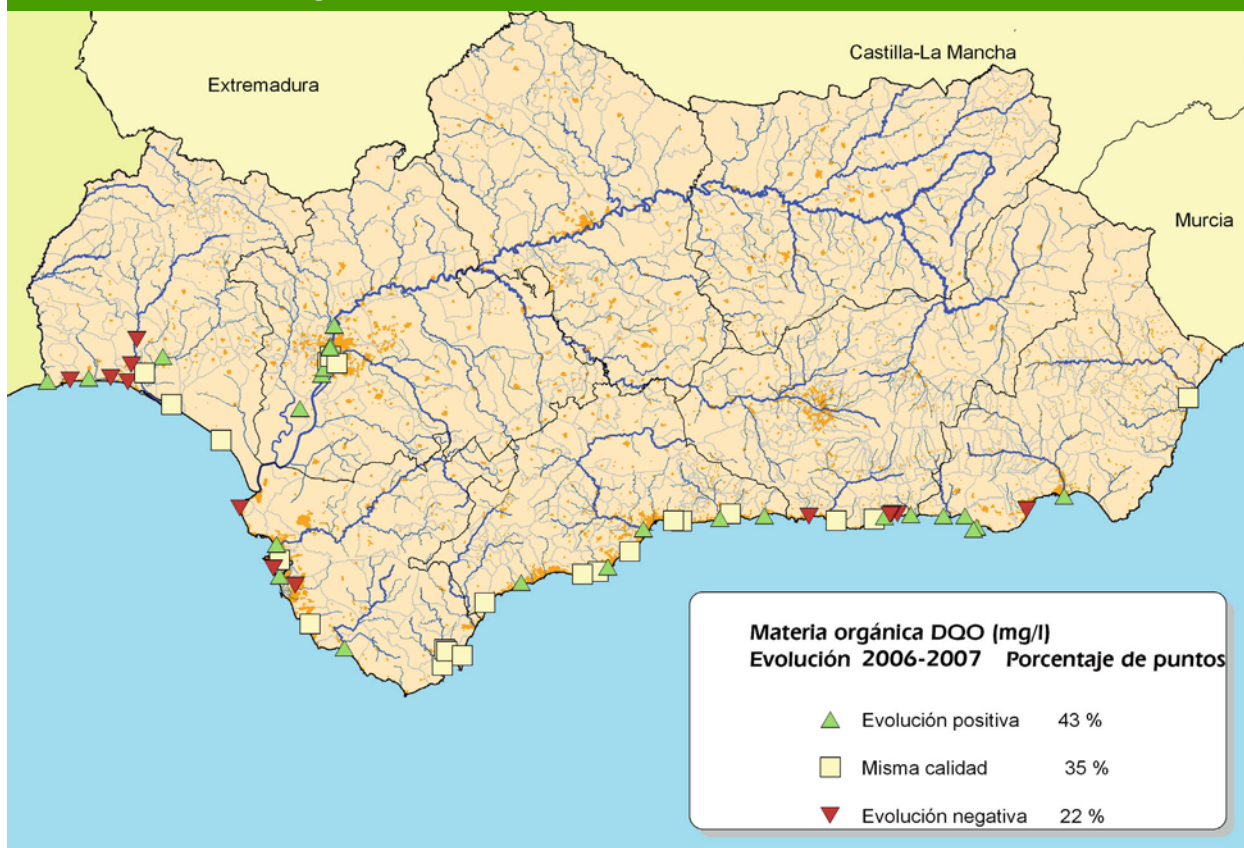 Castilla-La Mancha
Extremadura
Murcia
Materia orgánica DQO (mg/l)
Evolución 2006-2007 Porcentaje de puntos
Evolución positiva 43 %
Misma calidad 35 %
Evolución negativa 22 %